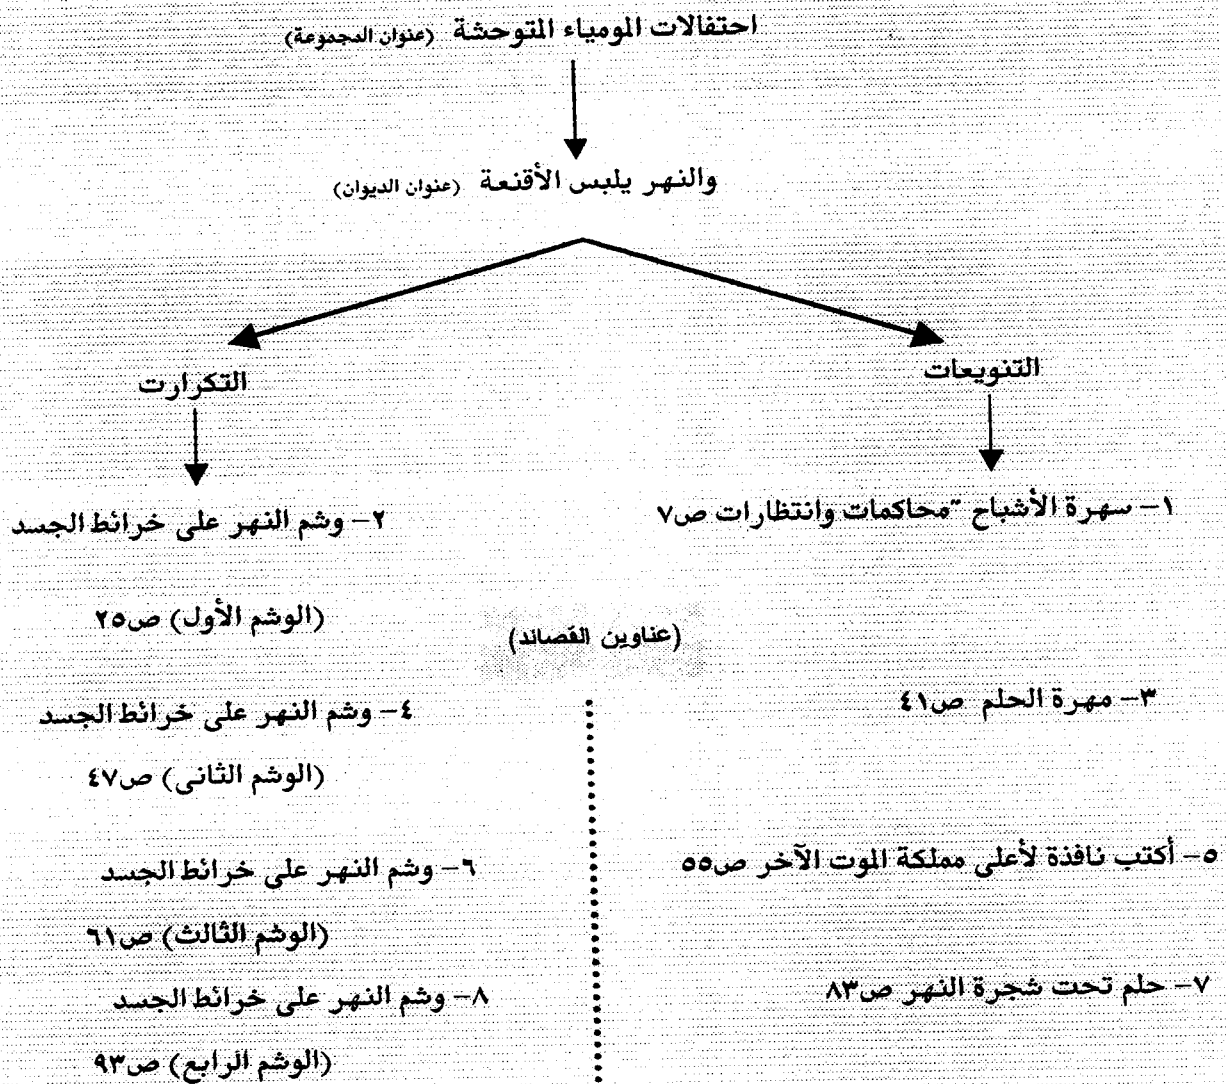 احتفالات المومياء المتوحشة (عنوان المجموعة)
والنهر يلبس الأقنعة (عنوان الديوان)
التنويعات
التكرارت
١- سهرة الأشباح "محاكمات وانتظارات ص٧
٢- وشم النهر على خرائط الجسد
(الوشم الأول) ص٢٥
(عناوين القصائد)
٣- مهرة الحلم ص٤١
٤- وشم النهر على خرائط الجسد
(الوشم الثانى) ص٤٧
٥- أكتب نافذة لأعلى مملكة الموت الآخر ص٥٥
٦- وشم النهر على خرائط الجسد
(الوشم الثالث) ص٦١
٧- حلم تحت شجرة النهر ص٨٣
٨- وشم النهر على خرائط الجسد
(الوشم الرابع) ص٩٣